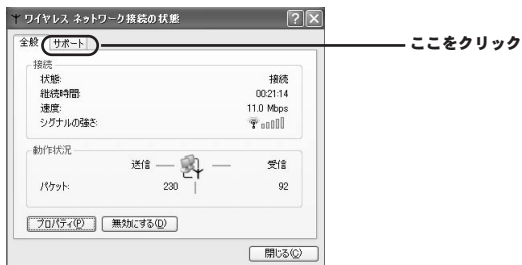 ワイヤレス ネットワーク接続の状態
全般 サポート
ここをクリック
接続
状態: 接続
継続時間: 00:21:14
速度: 11.0 Mbps
シグナルの強さ:
動作状況
送信 受信
パケット: 230 92
プロパティ(P) 無効にする(D)
閉じる(C)